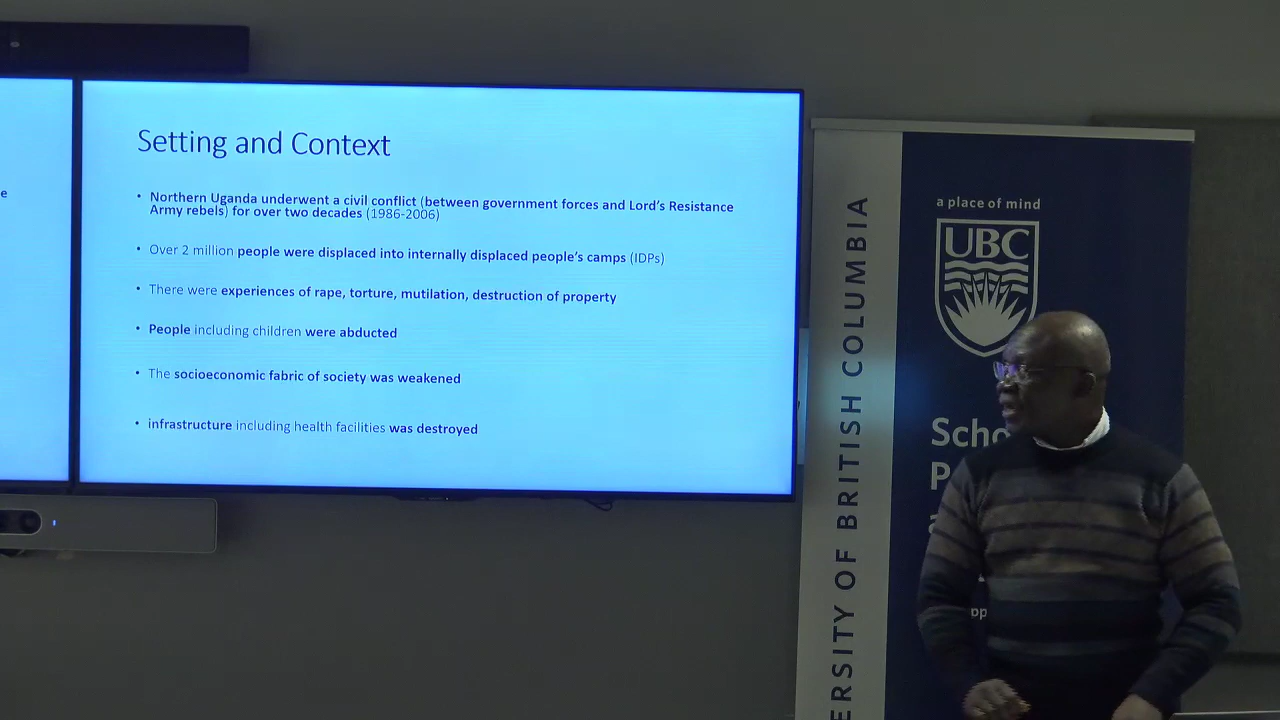 e
Setting and Context
• Northern Uganda underwent a civil conflict (between government forces and Lord's Resistance
Army rebels) for over two decades (1986-2006)
• Over 2 million people were displaced into internally displaced people's camps (IDPs)
• There were experiences of rape, torture, mutilation, destruction of property
• People including children were abducted
• The socioeconomic fabric of society was weakened
• infrastructure including health facilities was destroyed
ERSITY OF BRITISH COLUMBIA
a place of mind
UBC
Scho
P
pp